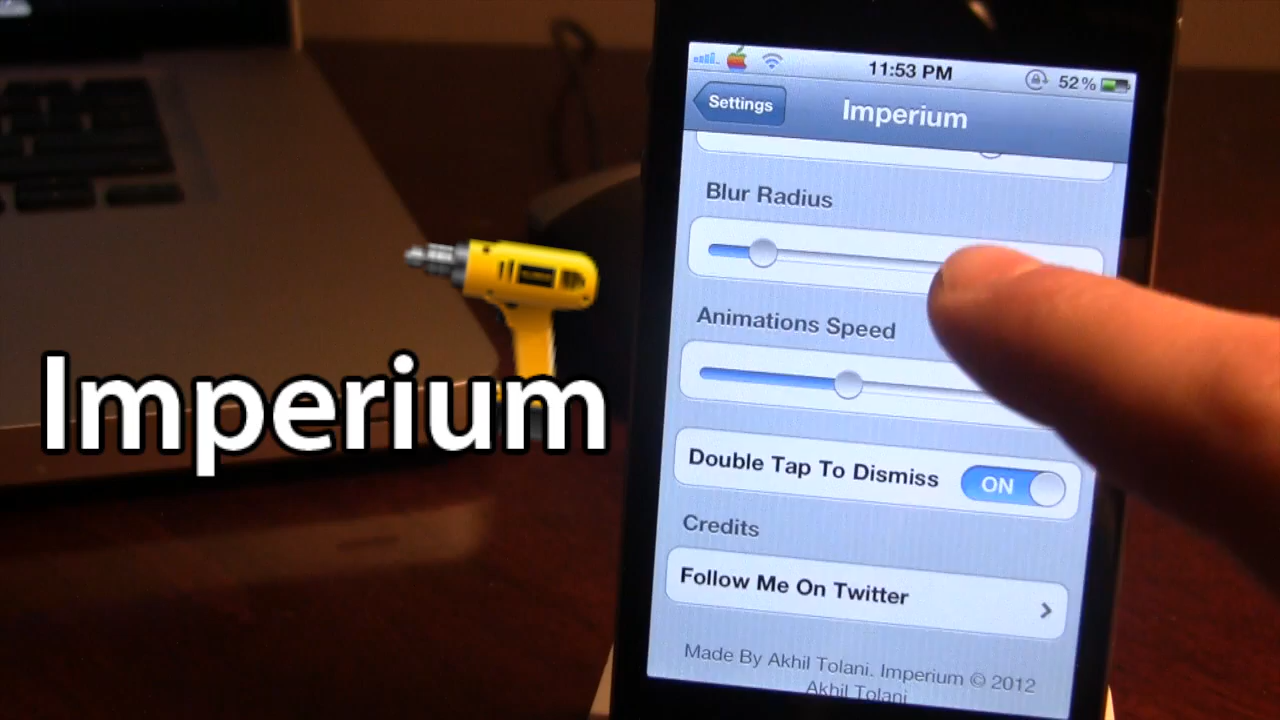 11:53 PM
52%
Settings
Imperium
Blur Radius
Animations Speed
Double Tap To Dismiss
ON
Credits
Follow Me On Twitter
Made By Akhil Tolani. Imperium © 2012
Akhil Tolani
Imperium